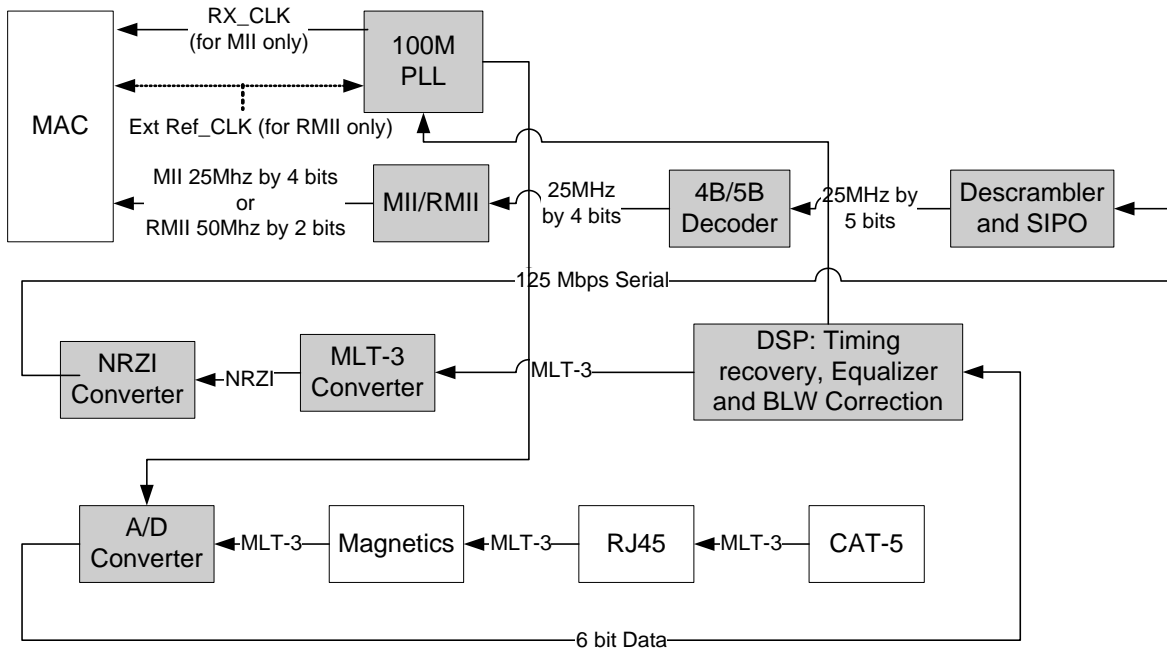 RX_CLK
(for MII only)
100M
PLL
MAC
Ext Ref_CLK (for RMII only)
MII 25Mhz by 4 bits
or
RMII 50Mhz by 2 bits
MII/RMII
25MHz
by 4 bits
4B/5B
Decoder
25MHz by
5 bits
Descrambler
and SIPO
125 Mbps Serial
NRZI
Converter
NRZI
MLT-3
Converter
MLT-3
DSP: Timing
recovery, Equalizer
and BLW Correction
A/D
Converter
MLT-3
Magnetics
MLT-3
RJ45
MLT-3
CAT-5
6 bit Data